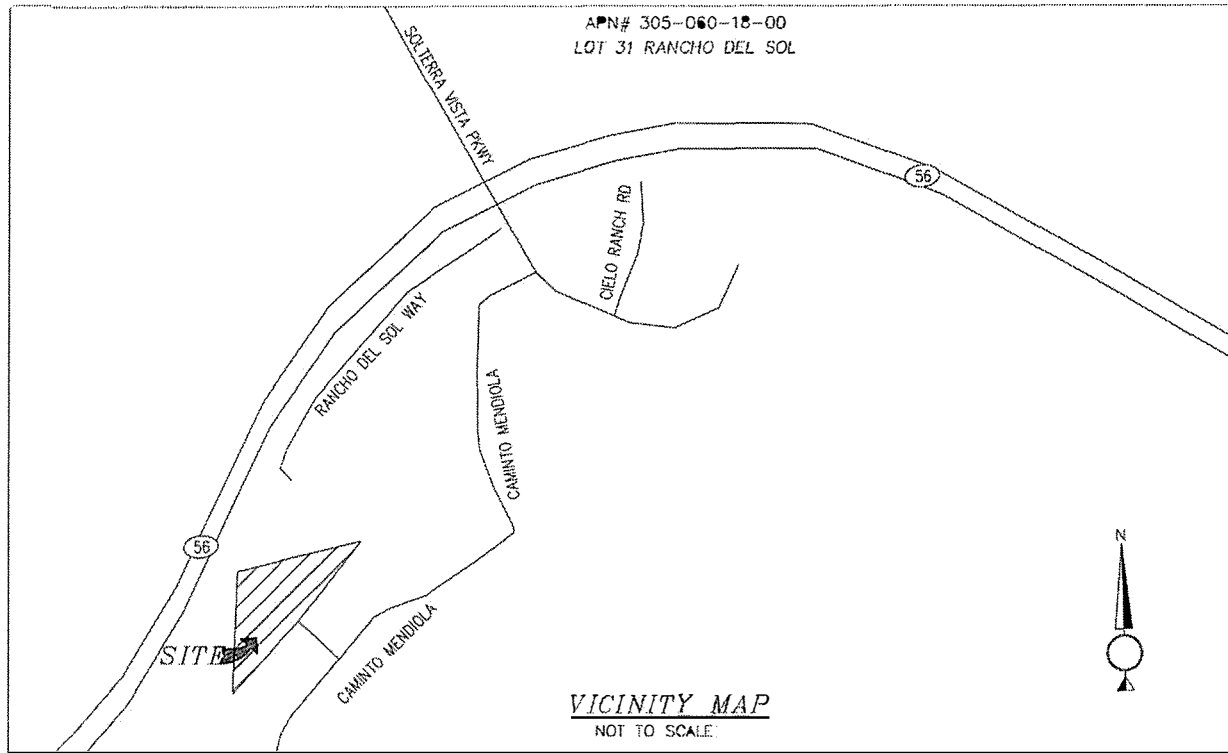 APN# 305-060-18-00
LOT 31 RANCHO DEL SOL
SOLTERRA VISTA PKWY
56
CIELO RANCH RD
RANCHO DEL SOL WAY
CAMINTO MENDIOLA
56
SITE
CAMINTO MENDIOLA
N
VICINITY MAP
NOT TO SCALE